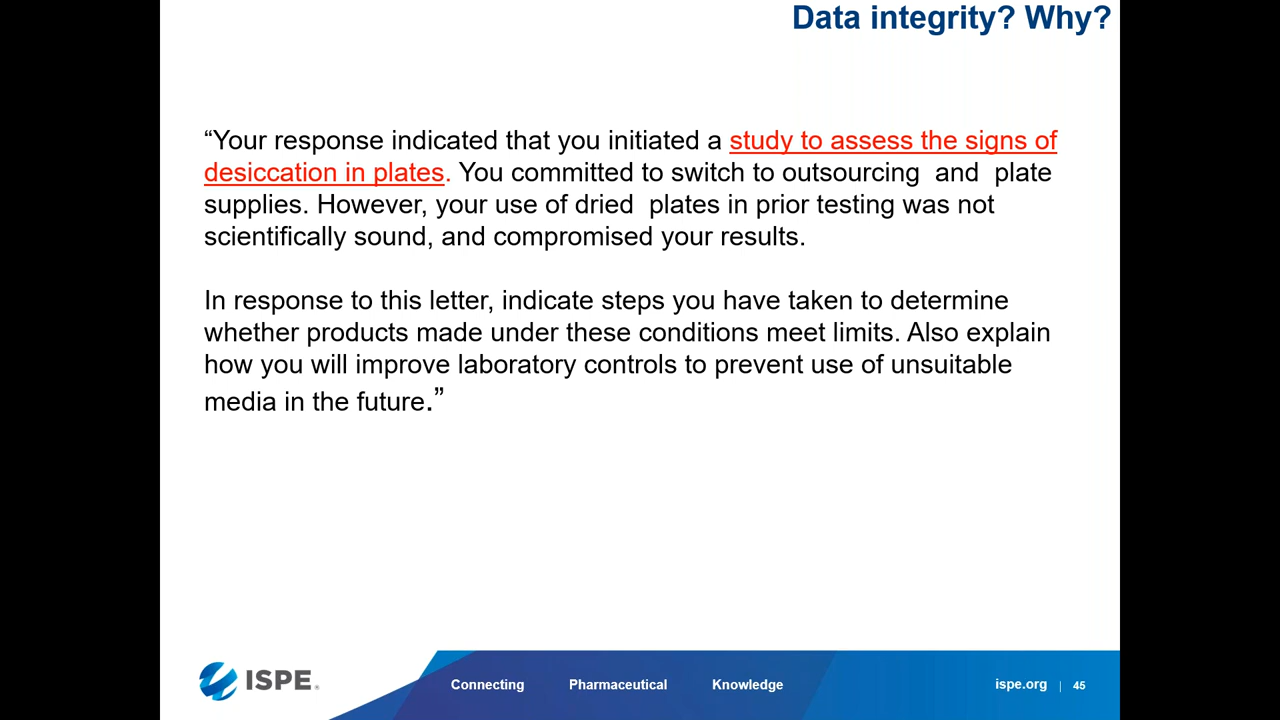 Data integrity? Why?
“Your response indicated that you initiated a study to assess the signs of
desiccation in plates. You committed to switch to outsourcing  and  plate
supplies. However, your use of dried  plates in prior testing was not
scientifically sound, and compromised your results.
In response to this letter, indicate steps you have taken to determine
whether products made under these conditions meet limits. Also explain
how you will improve laboratory controls to prevent use of unsuitable
media in the future.”
ISPE.
Connecting Pharmaceutical Knowledge
ispe.org | 45